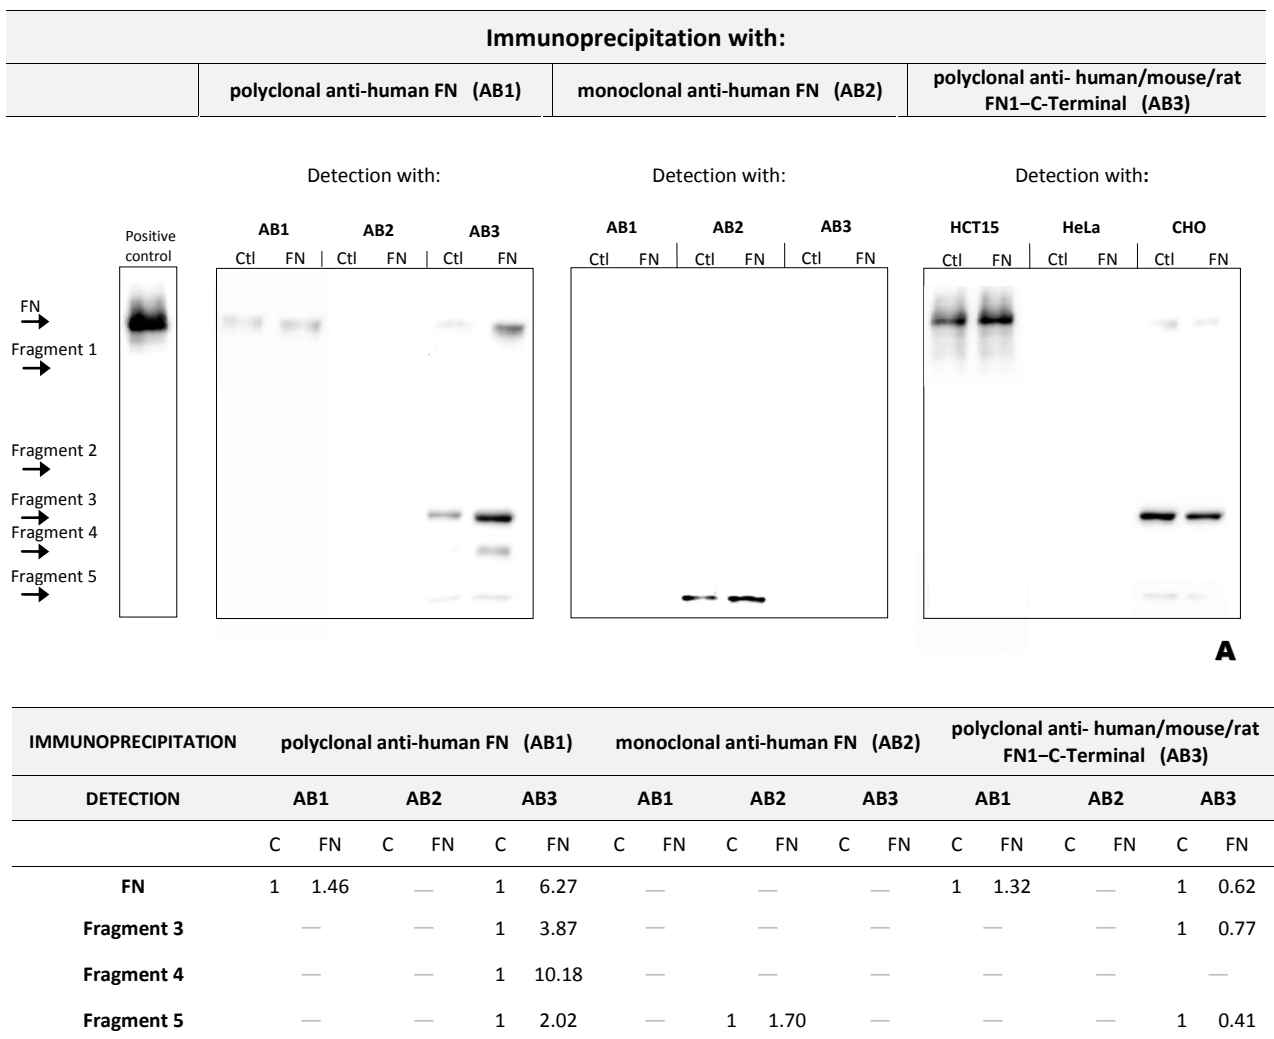 Immunoprecipitation with:
polyclonal anti-human FN (AB1) monoclonal anti-human FN (AB2) polyclonal anti- human/mouse/rat
FN1–C-Terminal (AB3)
Detection with: Detection with: Detection with:
Positive
control
AB1 AB2 AB3 AB1 AB2 AB3 HCT15 HeLa CHO
Ctl FN Ctl FN Ctl FN Ctl FN Ctl FN Ctl FN Ctl FN Ctl FN Ctl FN
FN
Fragment 1
Fragment 2
Fragment 3
Fragment 4
Fragment 5
A
IMMUNOPRECIPITATION polyclonal anti-human FN (AB1) monoclonal anti-human FN (AB2) polyclonal anti- human/mouse/rat
FN1–C-Terminal (AB3)
DETECTION AB1 AB2 AB3 AB1 AB2 AB3 AB1 AB2 AB3
C FN C FN C FN C FN C FN C FN C FN C FN C FN
FN 1 1.46 — 1 6.27 — — — 1 1.32 — 1 0.62
Fragment 3 — — 1 3.87 — — — — — 1 0.77
Fragment 4 — — 1 10.18 — — — — — —
Fragment 5 — — 1 2.02 — 1 1.70 — — — 1 0.41